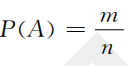 P(A) = m/n